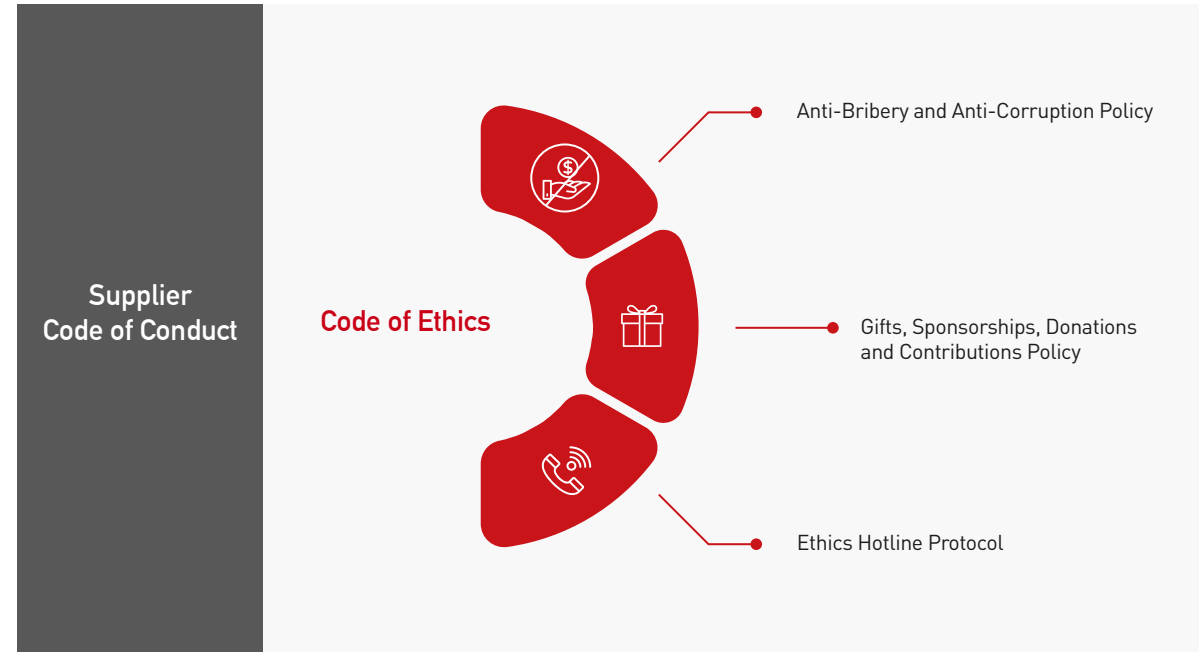 Supplier
Code of Conduct
Code of Ethics
$
Anti-Bribery and Anti-Corruption Policy
Gifts, Sponsorships, Donations
and Contributions Policy
Ethics Hotline Protocol